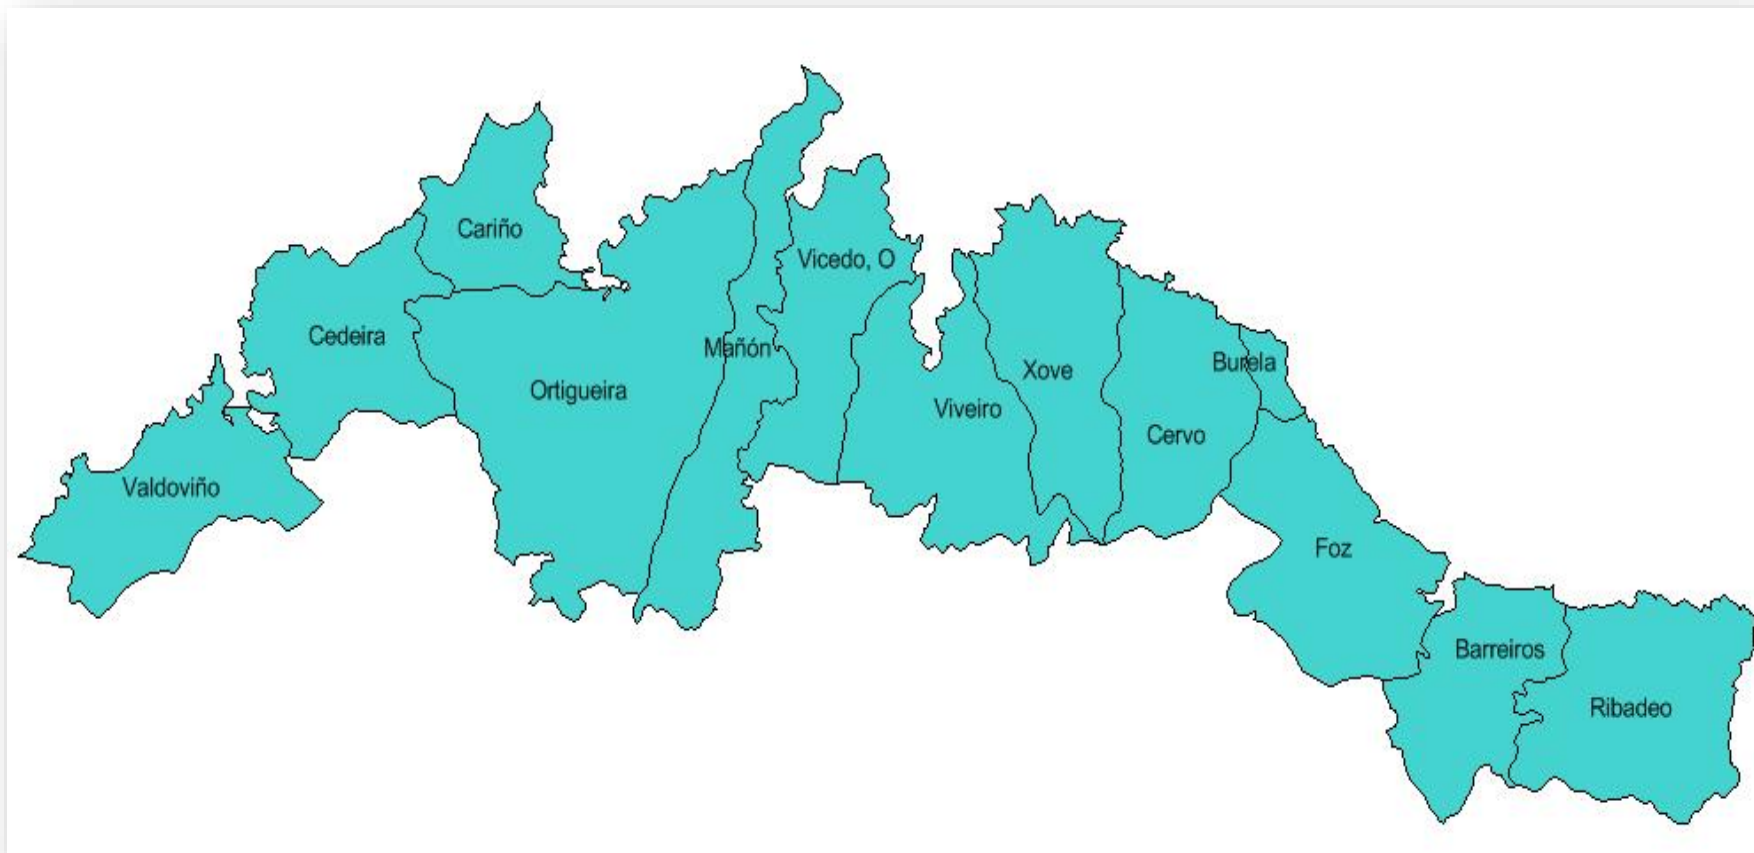 Cariño
Vicedo, O
Cedeira
Mañón
Burela
Xove
Ortigueira
Viveiro
Cervo
Valdoviño
Foz
Barreiros
Ribadeo